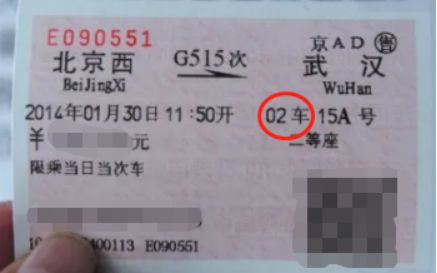 E090551 京AD 售
北京西 G515次 武汉
BeiJingXi WuHan
2014年01月30日11:50开 02车 15A号
¥ 元 二等座
限乘当日当次车
10 400113 E090551